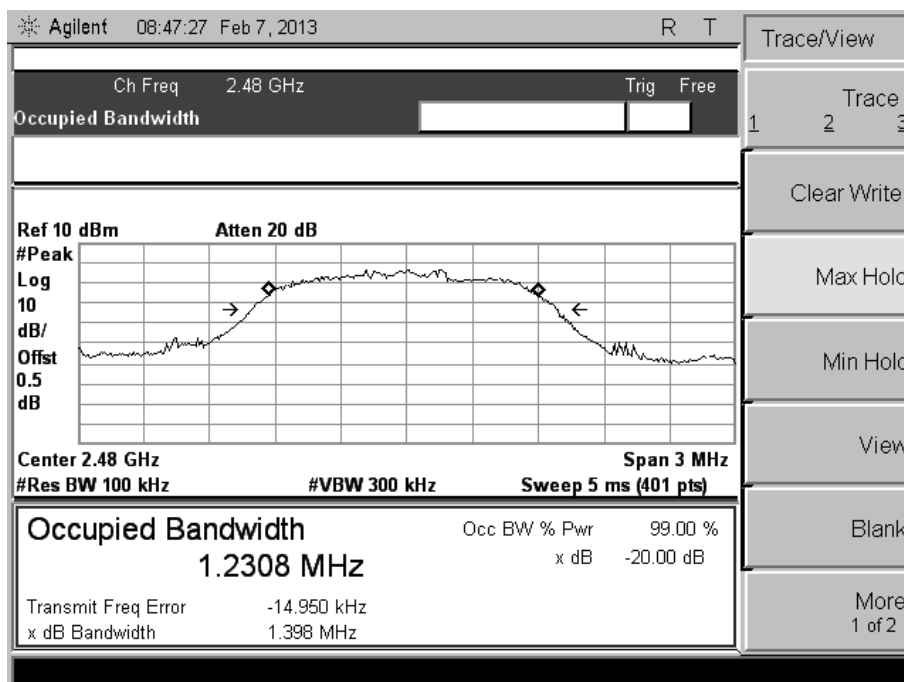 Agilent 08:47:27 Feb 7, 2013 R T
Trace/View
Ch Freq 2.48 GHz Trig Free
Occupied Bandwidth
Trace
1 2 3
Clear Write
Max Hold
Min Hold
View
Blank
More
1 of 2
Ref 10 dBm Atten 20 dB
#Peak
Log
10
dB/
Offst
0.5
dB
Center 2.48 GHz Span 3 MHz
#Res BW 100 kHz #VBW 300 kHz Sweep 5 ms (401 pts)
Occupied Bandwidth
1.2308 MHz
Occ BW % Pwr 99.00 %
x dB -20.00 dB
Transmit Freq Error -14.950 kHz
x dB Bandwidth 1.398 MHz